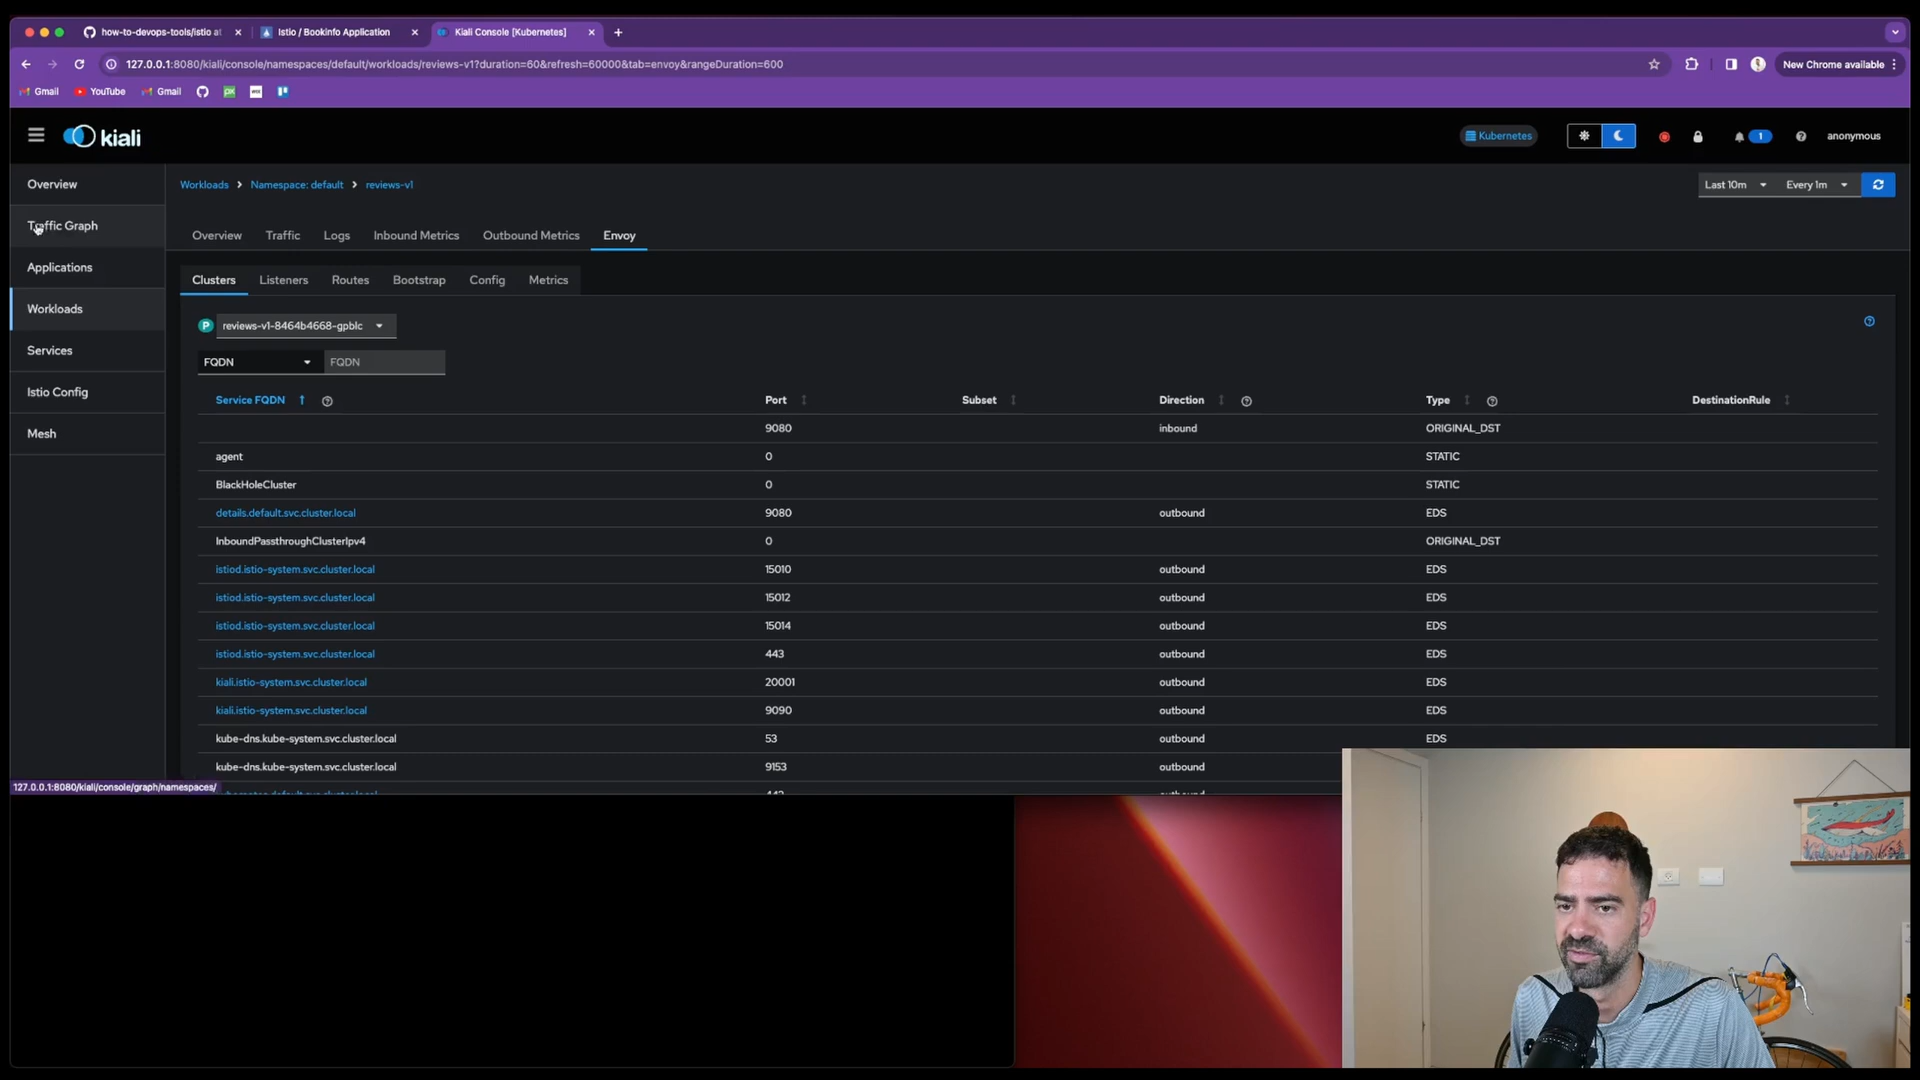 how-to-devops-tools/istio at
Istio / Bookinfo Application
Kiali Console [Kubernetes]
127.0.0.1:8080/kiali/console/namespaces/default/workloads/reviews-v1?duration=60&refresh=60000&tab=envoy&rangeDuration=600
New Chrome available
Gmail YouTube Gmail
kiali
Kubernetes
1
anonymous
Overview
Traffic Graph
Applications
Workloads
Services
Istio Config
Mesh
Workloads > Namespace: default > reviews-v1
Last 10m Every 1m
Overview Traffic Logs Inbound Metrics Outbound Metrics Envoy
Clusters Listeners Routes Bootstrap Config Metrics
P reviews-v1-8464b4668-gpblc
FQDN FQDN
Service FQDN Port Subset Direction Type DestinationRule
9080 inbound ORIGINAL_DST
agent 0 STATIC
BlackHoleCluster 0 STATIC
details.default.svc.cluster.local 9080 outbound EDS
InboundPassthroughClusterIpv4 0 ORIGINAL_DST
istiod.istio-system.svc.cluster.local 15010 outbound EDS
istiod.istio-system.svc.cluster.local 15012 outbound EDS
istiod.istio-system.svc.cluster.local 15014 outbound EDS
istiod.istio-system.svc.cluster.local 443 outbound EDS
kiali.istio-system.svc.cluster.local 20001 outbound EDS
kiali.istio-system.svc.cluster.local 9090 outbound EDS
kube-dns.kube-system.svc.cluster.local 53 outbound EDS
kube-dns.kube-system.svc.cluster.local 9153 outbound
127.0.0.1:8080/kiali/console/graph/namespaces/